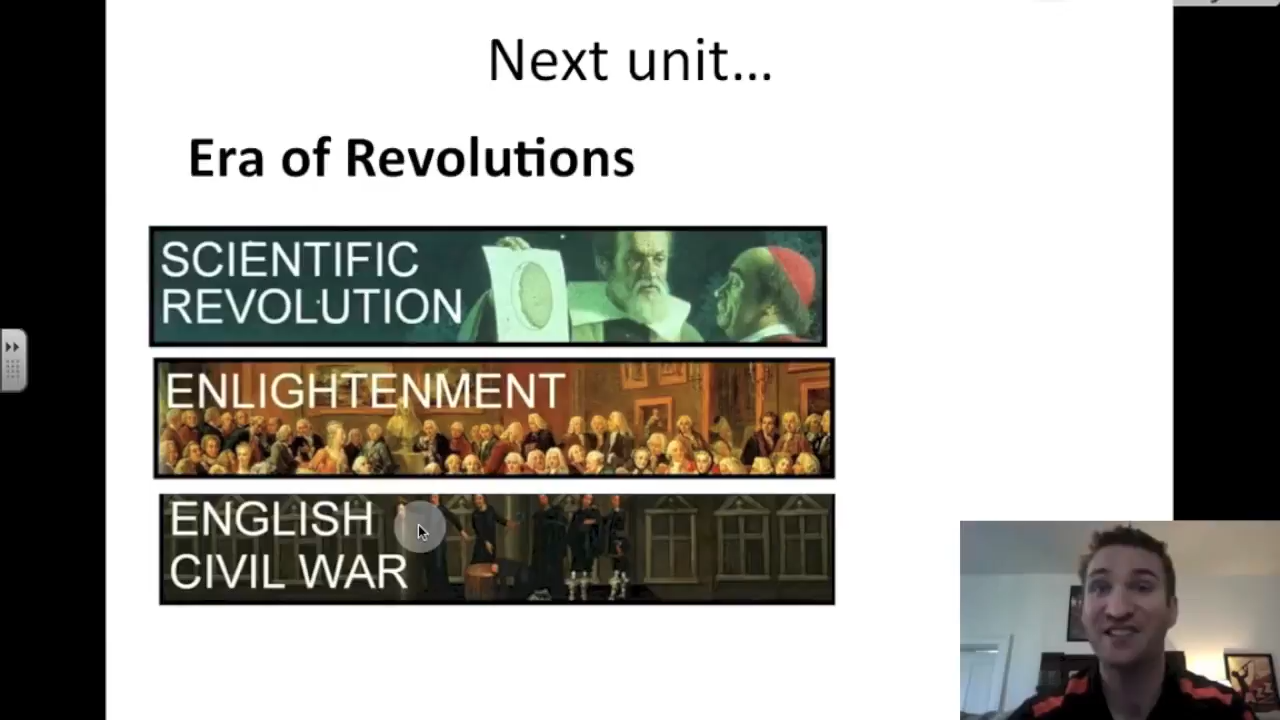 Next unit...
Era of Revolutions
SCIENTIFIC
REVOLUTION
ENLIGHTENMENT
ENGLISH
CIVIL WAR